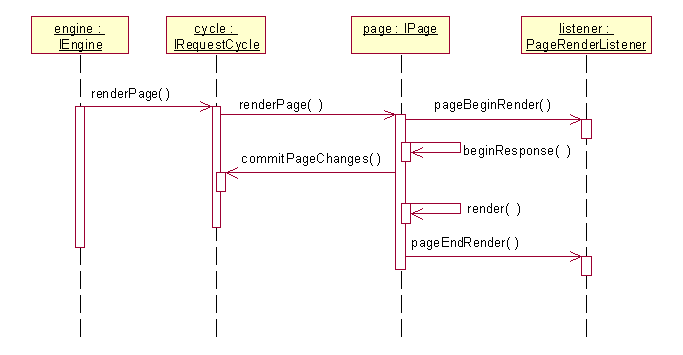 engine :
IEngine
cycle :
IRequestCycle
page : IPage
listener :
PageRenderListener
renderPage()
renderPage( )
pageBeginRender()
beginResponse( )
commitPageChanges()
render( )
pageEndRender()